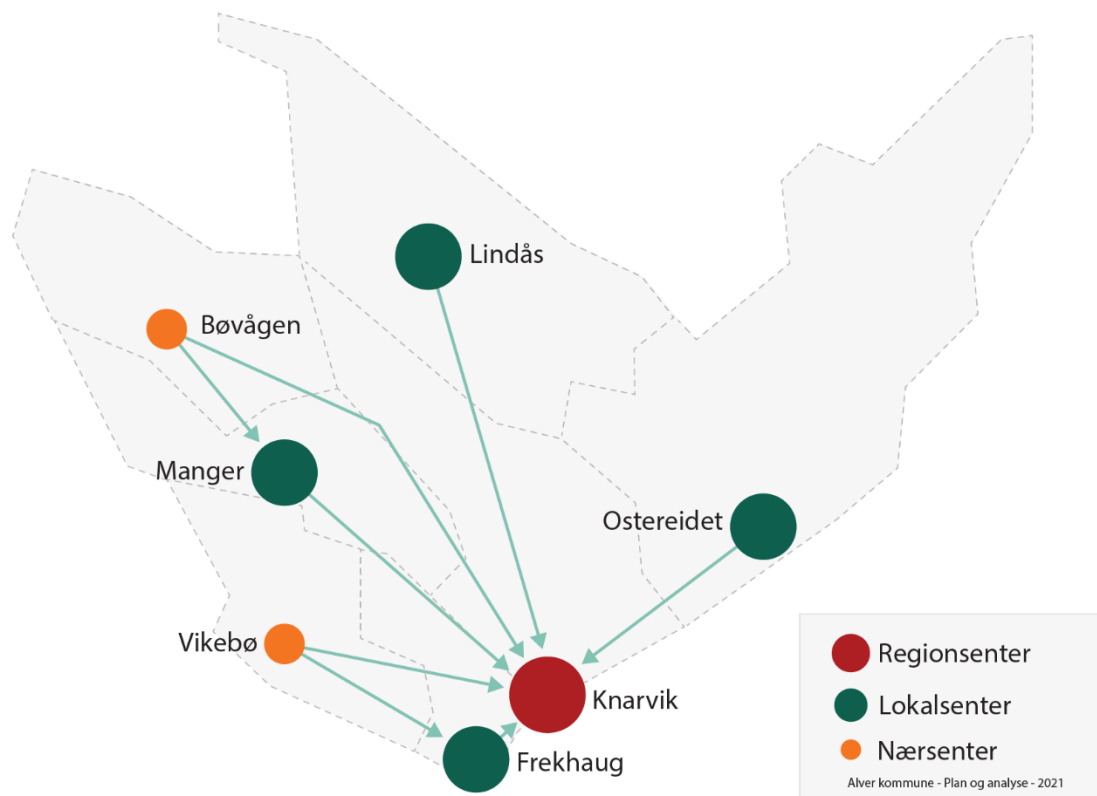 Lindås
Bøvågen
Manger
Ostereidet
Vikebø
Knarvik
Frekhaug
Regionsenter
Lokalsenter
Nærsenter
Alver kommune - Plan og analyse - 2021